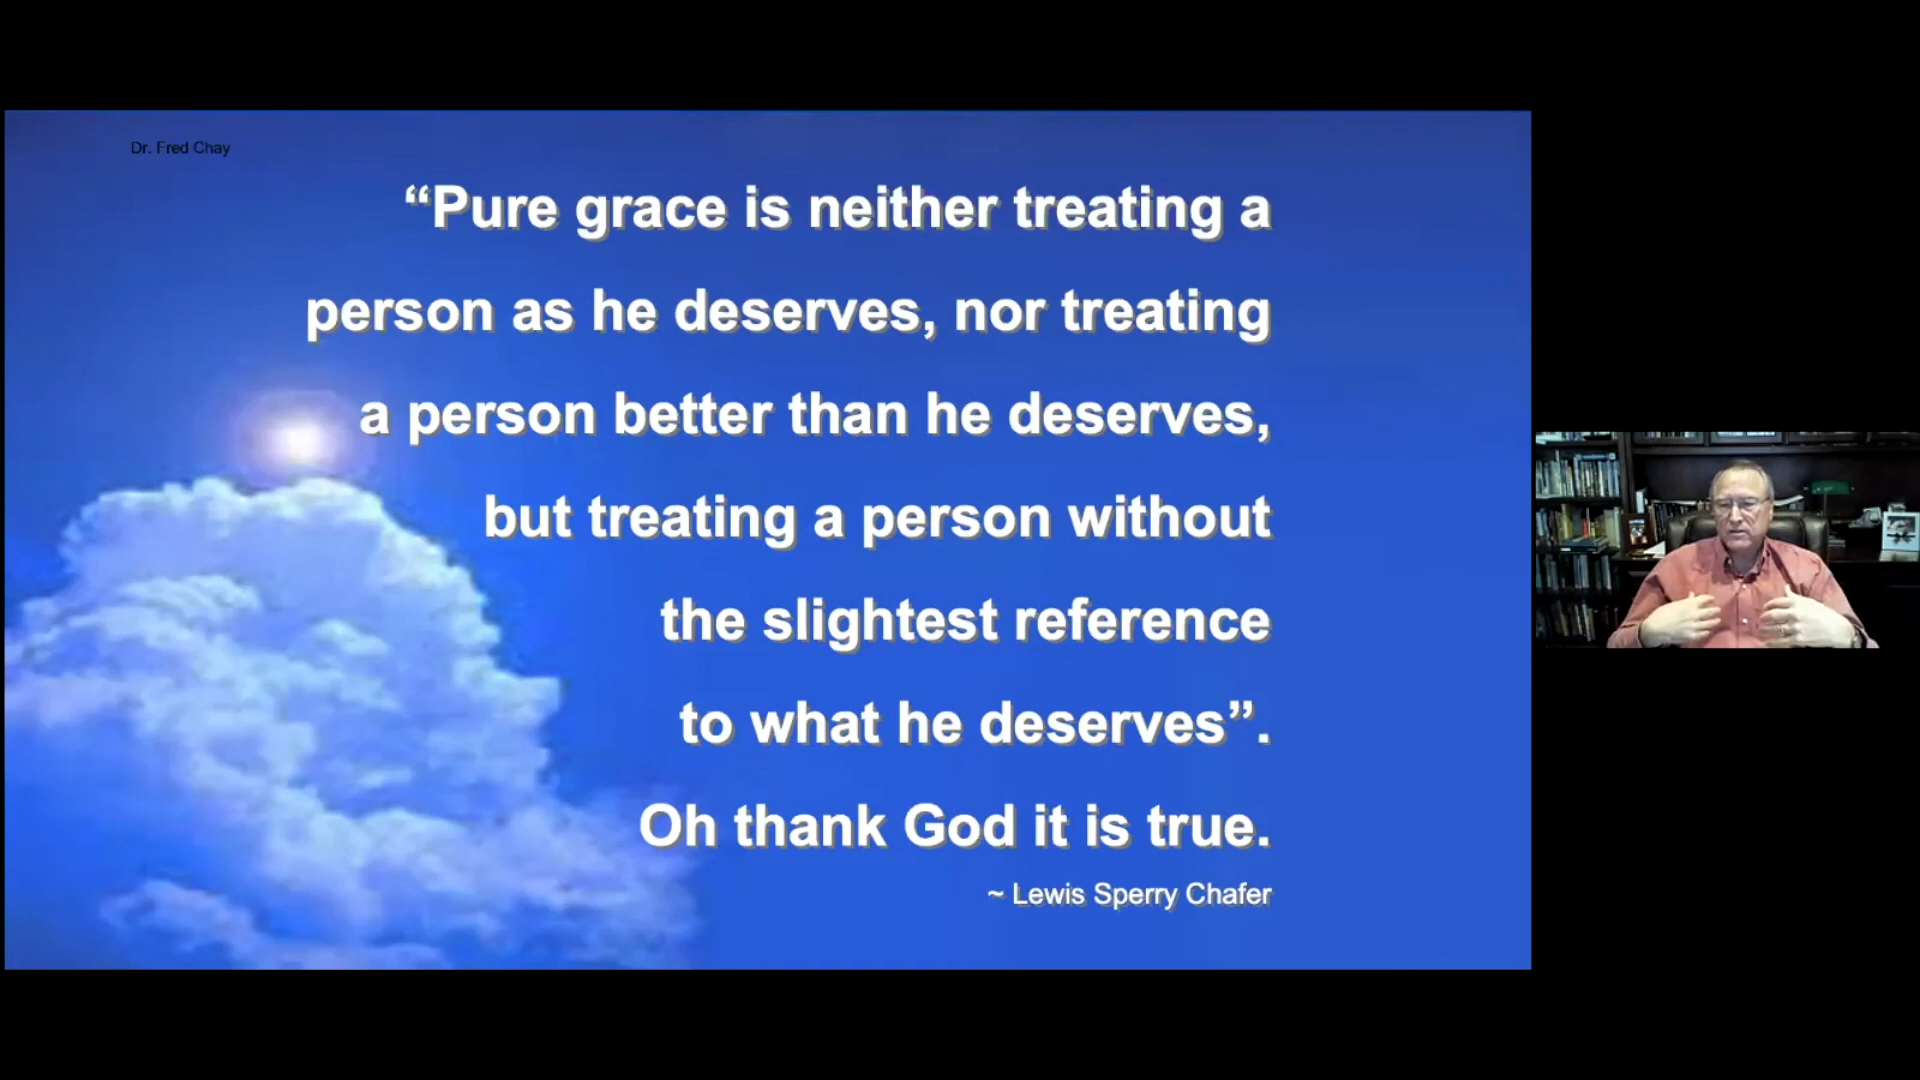 Dr. Fred Chay
“Pure grace is neither treating a
person as he deserves, nor treating
a person better than he deserves,
but treating a person without
the slightest reference
to what he deserves”.
Oh thank God it is true.
~ Lewis Sperry Chafer